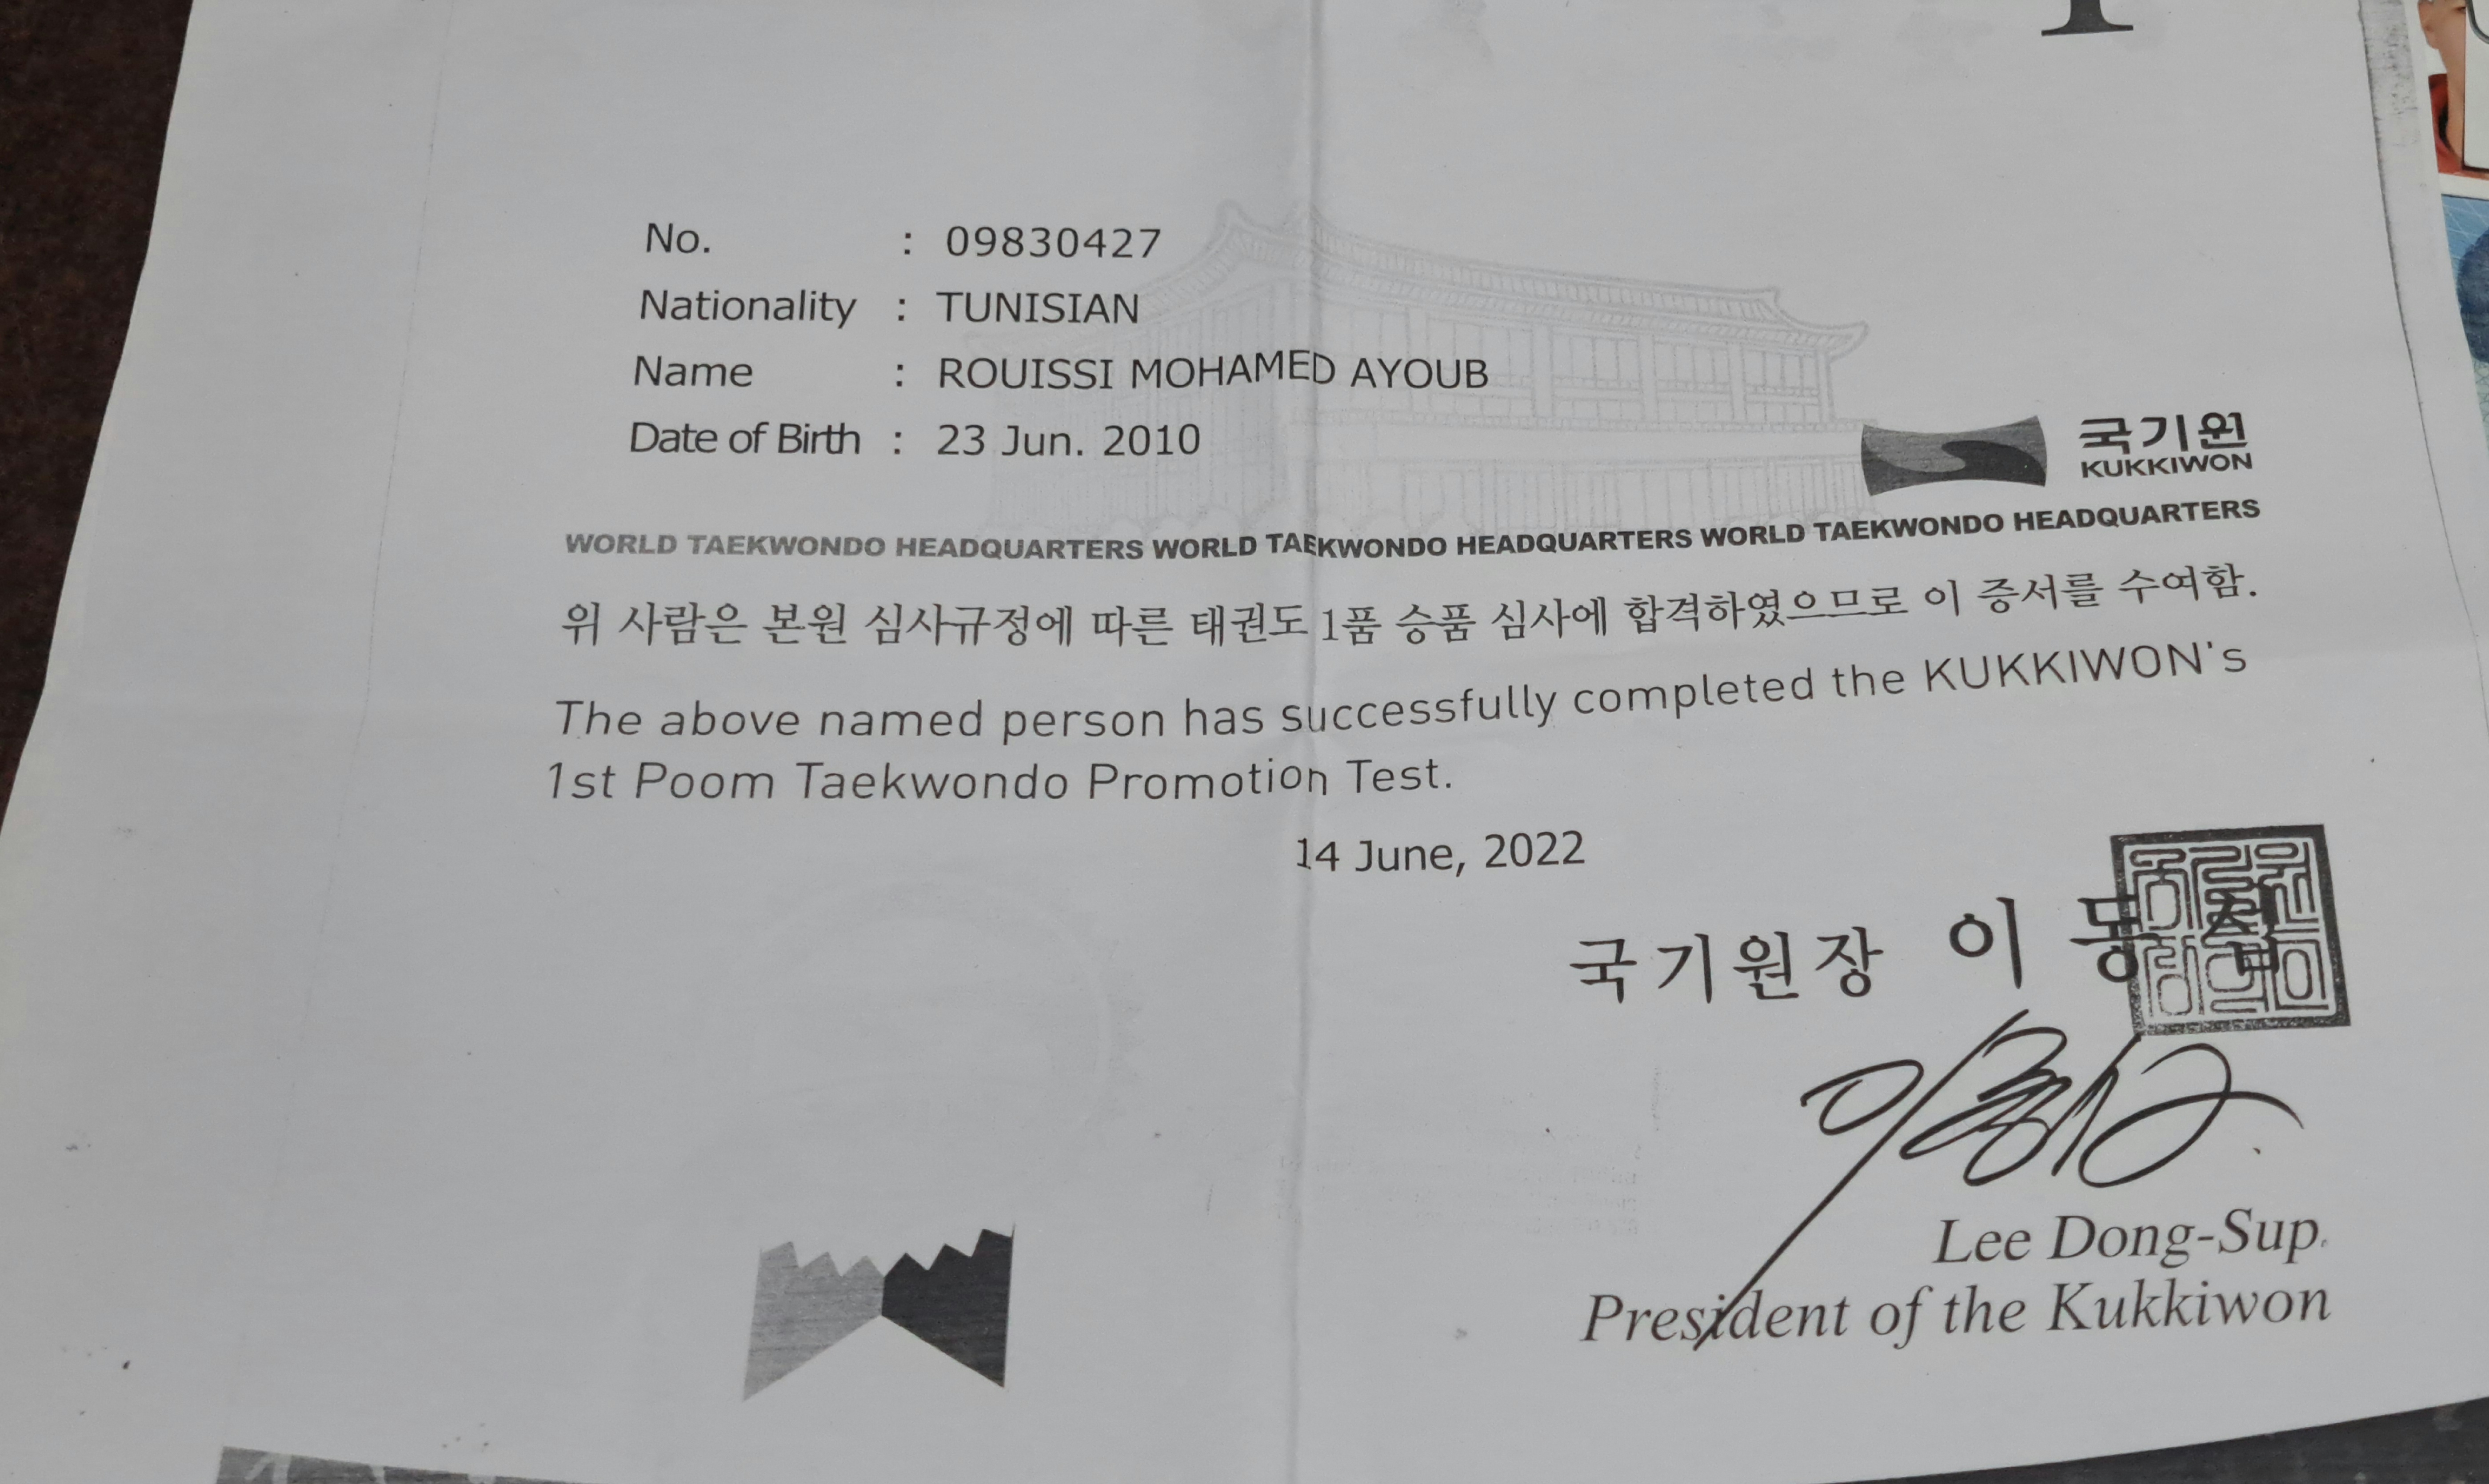 No. : 09830427
Nationality : TUNISIAN
Name : ROUISSI MOHAMED AYOUB
Date of Birth : 23 Jun. 2010
국기원
KUKKIWON
WORLD TAEKWONDO HEADQUARTERS WORLD TAEKWONDO HEADQUARTERS WORLD TAEKWONDO HEADQUARTERS
위 사람은 본원 심사규정에 따른 태권도 1품 승품 심사에 합격하였으므로 이 증서를 수여함.
The above named person has successfully completed the KUKKIWON's
1st Poom Taekwondo Promotion Test.
14 June, 2022
국기원장 이 동 섭
Lee Dong-Sup
President of the Kukkiwon